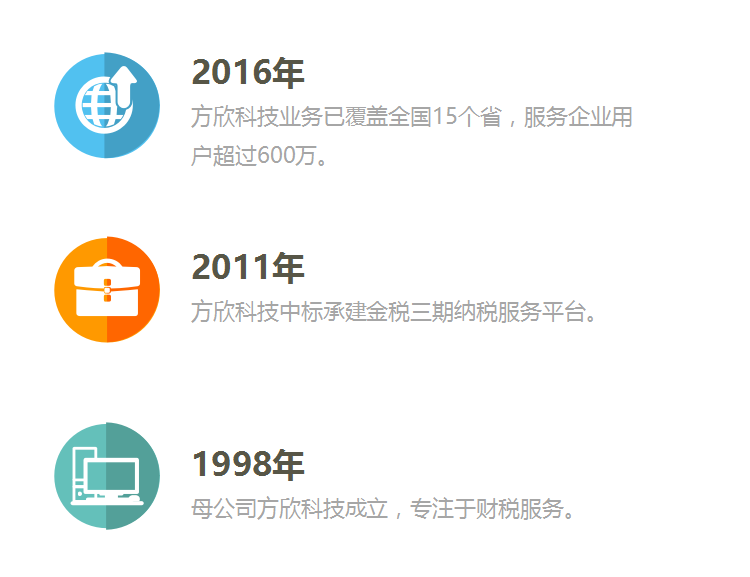 2016年
方欣科技业务已覆盖全国15个省，服务企业用
户超过600万。
2011年
方欣科技中标承建金税三期纳税服务平台。
1998年
母公司方欣科技成立，专注于财税服务。